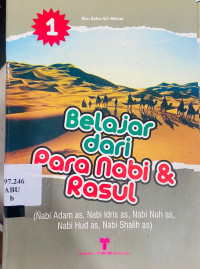 1
Belajar
dari
Para Nabi &
Rasul
97.246
ABU
b
(Nabi Adam as, Nabi Idris as, Nabi Nuh as,
Nabi Hud as, Nabi Shalih as)